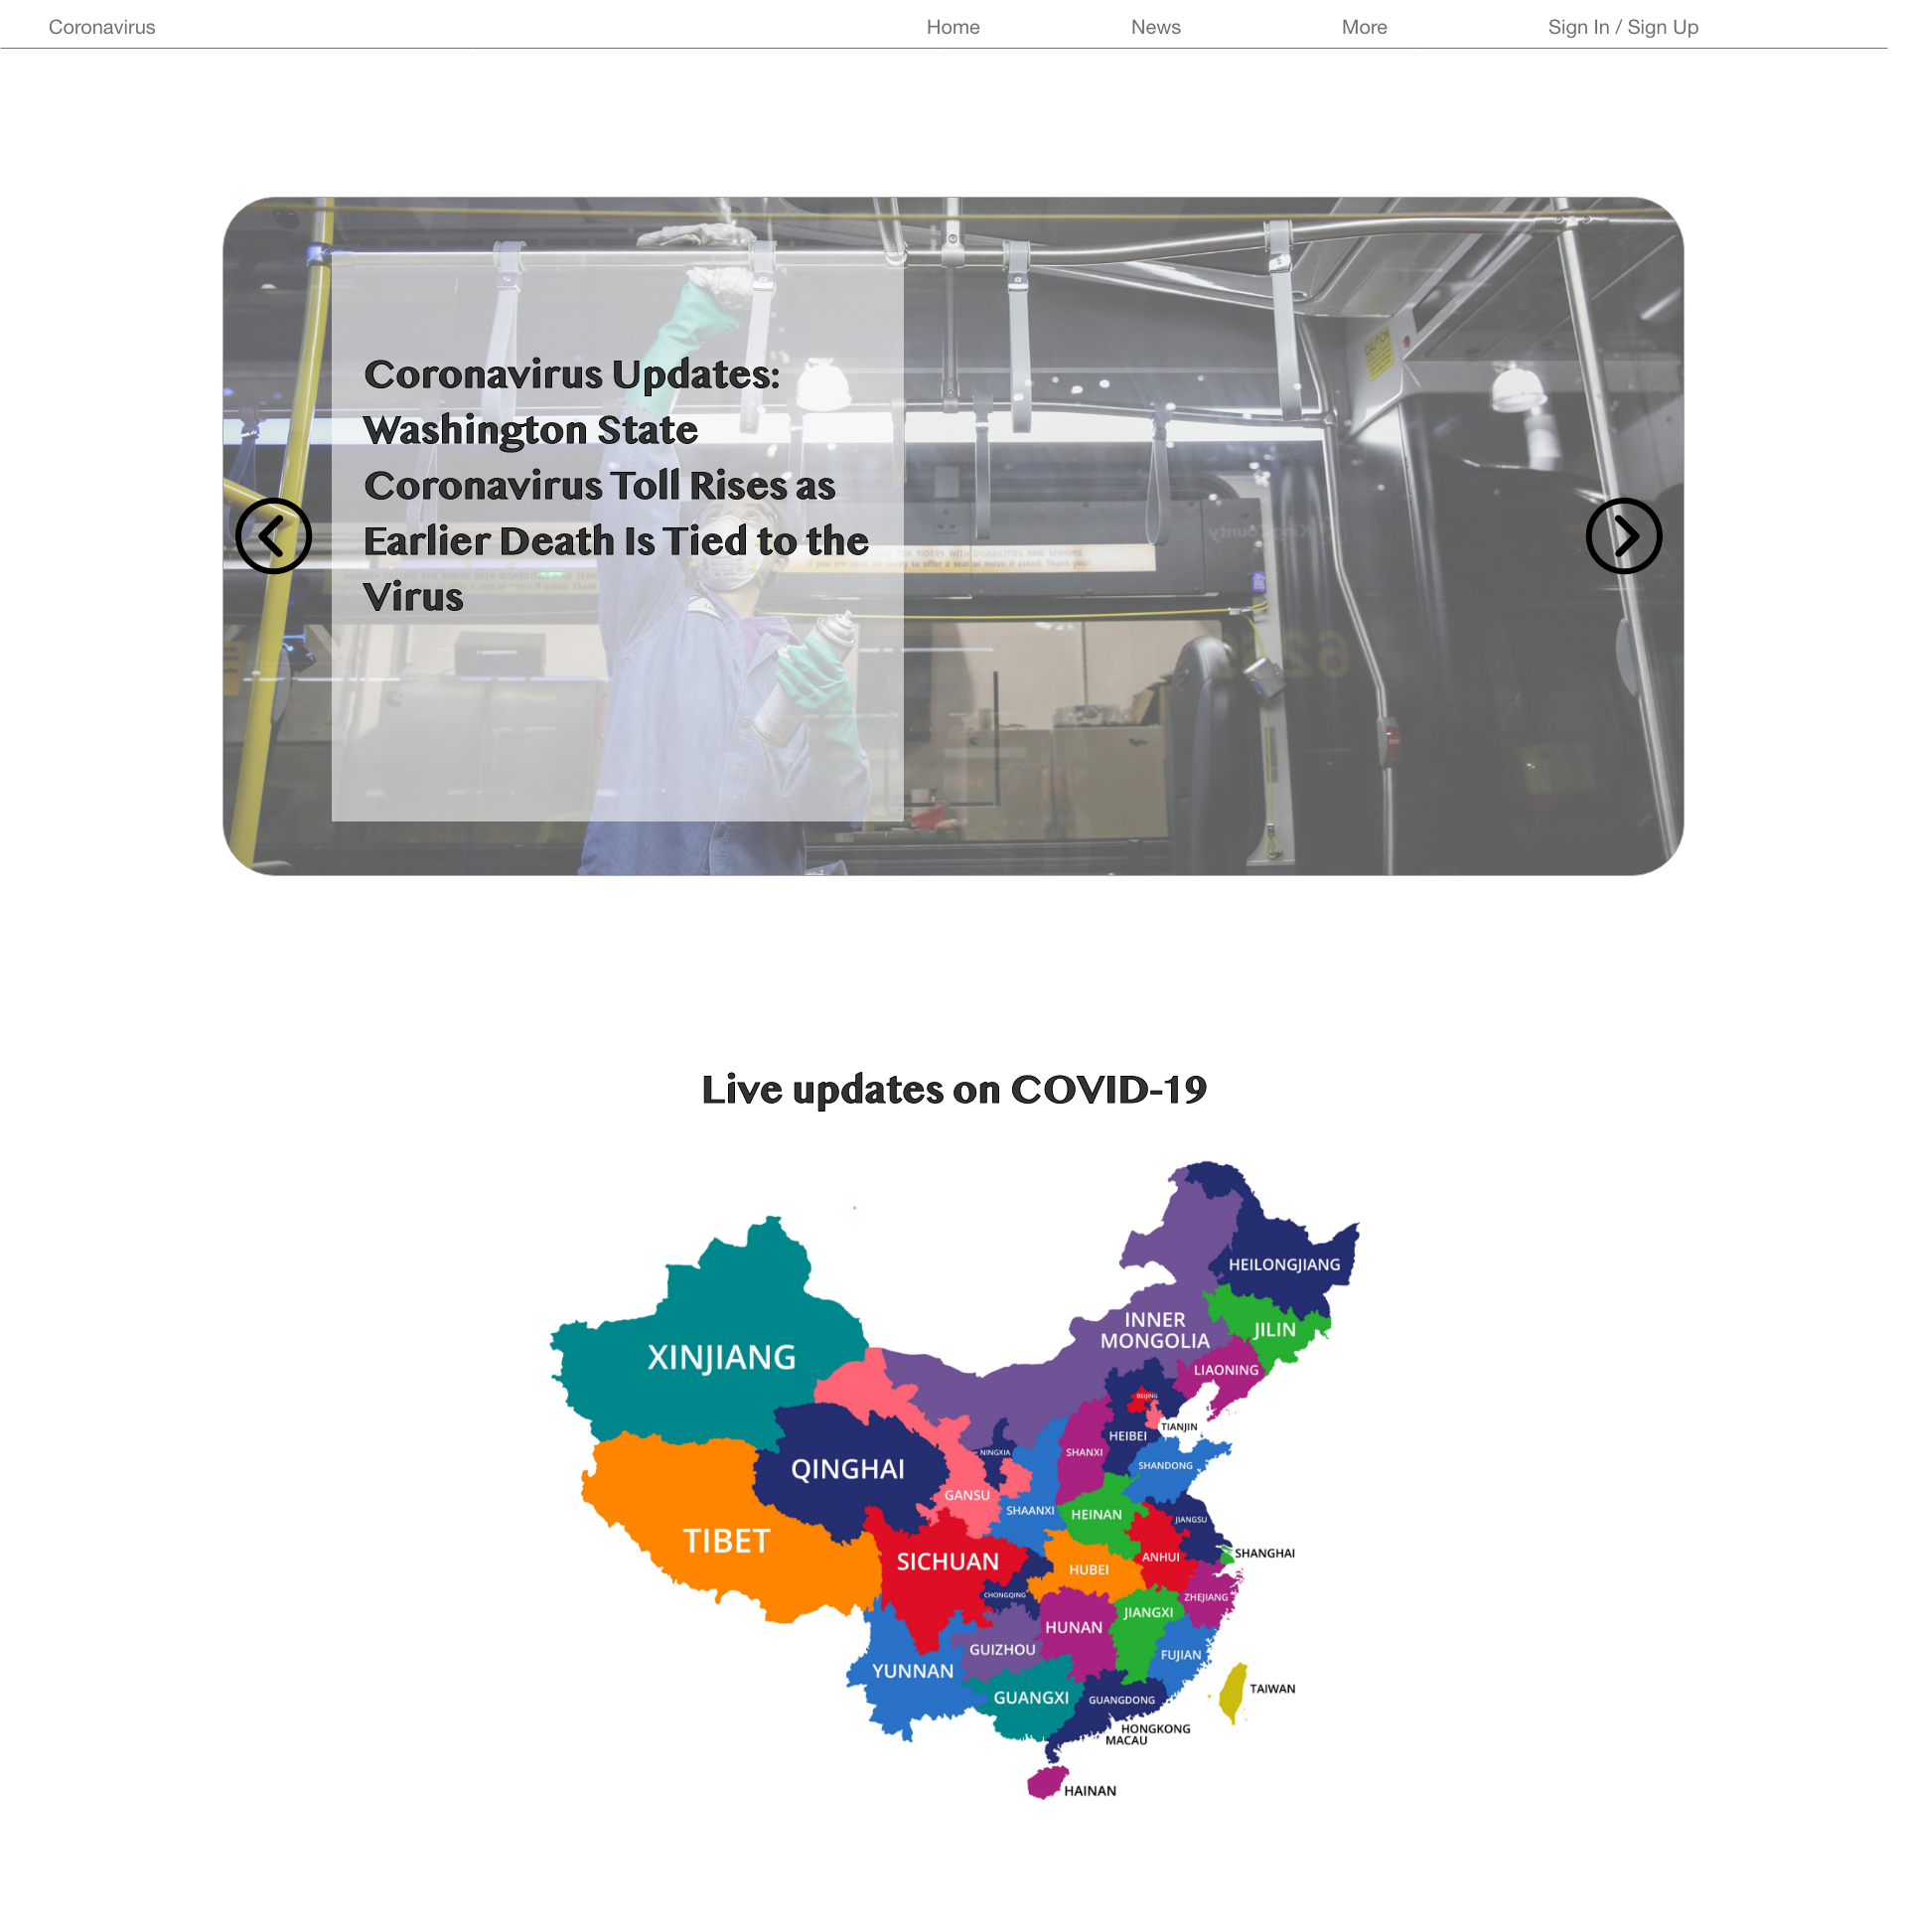 Coronavirus Home News More Sign In / Sign Up
CAUTION
Coronavirus Updates:
Washington State
Coronavirus Toll Rises as
Earlier Death Is Tied to the
Virus
Live updates on COVID-19
HEILONGJIANG
INNER
MONGOLIA
JILIN
XINJIANG
LIAONING
BEIJING
TIANJIN
HEIBEI
NINGXIA
SHANXI
SHANDONG
QINGHAI
GANSU
SHAANXI
HEINAN
JIANGSU
TIBET
SICHUAN
ANHUI
SHANGHAI
HUBEI
CHONGQING
ZHEJIANG
JIANGXI
HUNAN
GUIZHOU
FUJIAN
YUNNAN
TAIWAN
GUANGXI
GUANGDONG
HONGKONG
MACAU
HAINAN